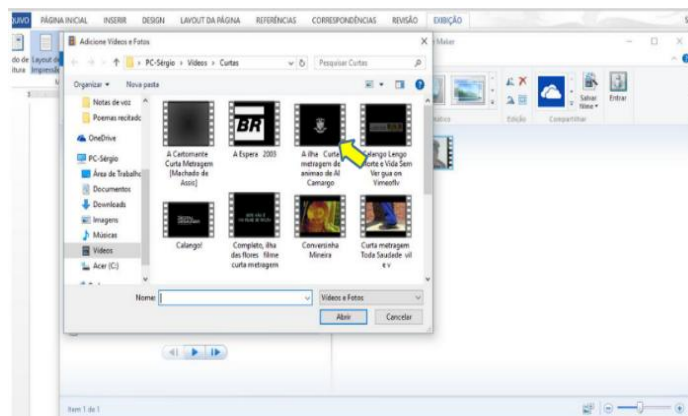 PÁGINA INICIAL INSERIR DESIGN LAYOUT DA PÁGINA REFERÊNCIAS CORRESPONDÊNCIAS REVISÃO EXIBIÇÃO
Adicione Vídeos e Fotos
Maker
PC-Sérgio › Vídeos › Curtas
Pesquisar Curtas
Organizar
Nova pasta
Notas de voz
Poemas recitado
OneDrive
PC-Sérgio
Área de Trabalho
Documentos
Downloads
Imagens
Músicas
Vídeos
Acer (C:)
A Cartomante
Curta Metragem
[Machado de
Assis]
BR
A Espera 2003
A ilha Curta
metragem de
animao de Al
Camargo
Calango Lengo
Morte e Vida Sem
Ver gua on
Vimeoflv
Calango!
Completo, ilha
das flores filme
curta metragem
Conversinha
Mineira
Curta metragem
Toda Saudade vil
e v
Nome:
Vídeos e Fotos
Abrir
Cancelar
Edição
Compartilhar
Salvar
filme
Entrar
Item 1 de 1